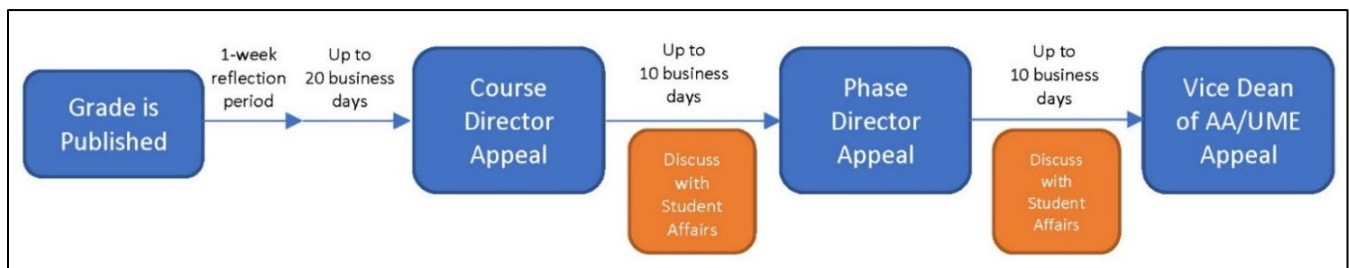 Grade is
Published
1-week
reflection
period
Up to
20 business
days
Course
Director
Appeal
Up to
10 business
days
Discuss
with
Student
Affairs
Phase
Director
Appeal
Up to
10 business
days
Discuss
with
Student
Affairs
Vice Dean
of AA/UME
Appeal